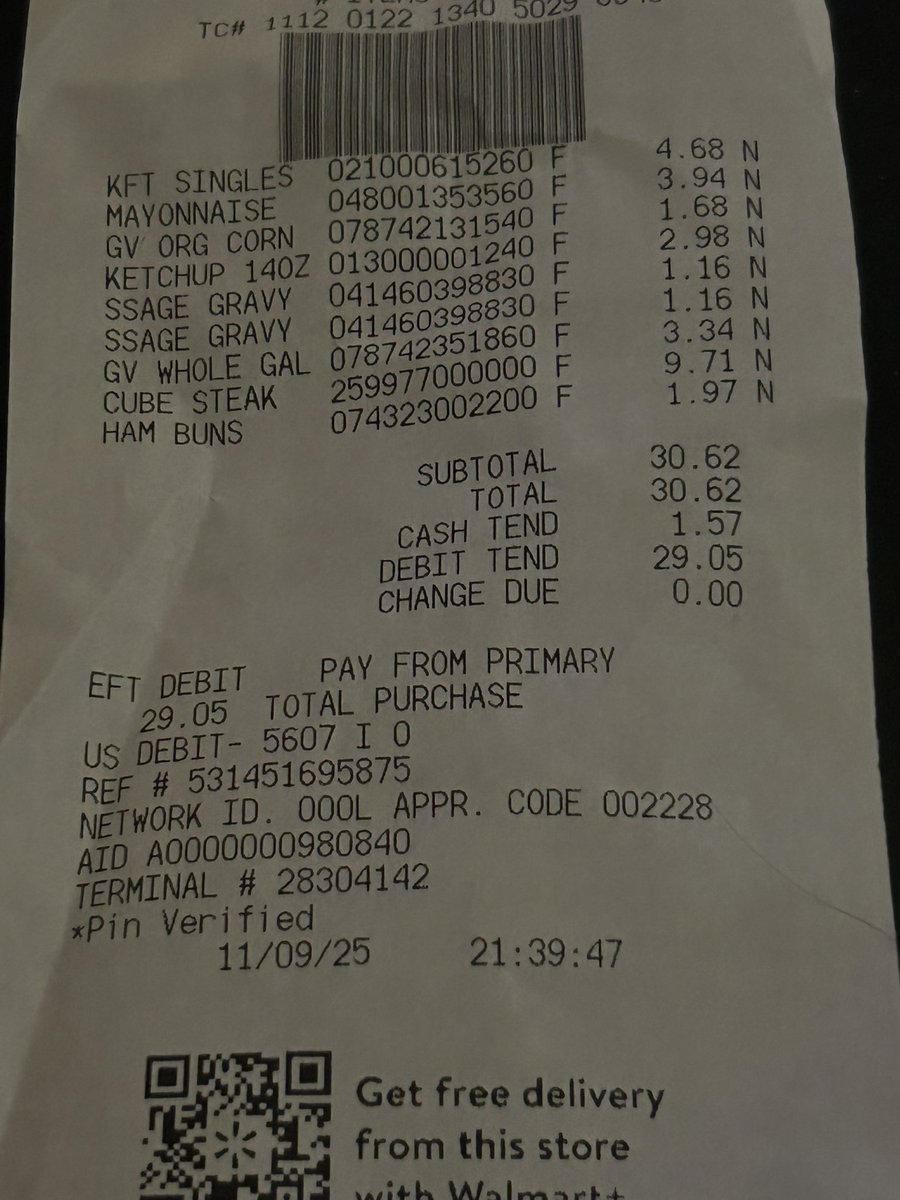 TC# 1112 0122 1340 5029
KFT SINGLES 021000615260 F 4.68 N
MAYONNAISE 048001353560 F 3.94 N
GV ORG CORN 078742131540 F 1.68 N
KETCHUP 14OZ 013000001240 F 2.98 N
SSAGE GRAVY 041460398830 F 1.16 N
SSAGE GRAVY 041460398830 F 1.16 N
GV WHOLE GAL 078742351860 F 3.34 N
CUBE STEAK 259977000000 F 9.71 N
HAM BUNS 074323002200 F 1.97 N
SUBTOTAL 30.62
TOTAL 30.62
CASH TEND 1.57
DEBIT TEND 29.05
CHANGE DUE 0.00
EFT DEBIT PAY FROM PRIMARY
29.05 TOTAL PURCHASE
US DEBIT- 5607 I 0
REF # 531451695875
NETWORK ID. 000L APPR. CODE 002228
AID A0000000980840
TERMINAL # 28304142
*Pin Verified
11/09/25 21:39:47
Get free delivery
from this store
with Walmart+